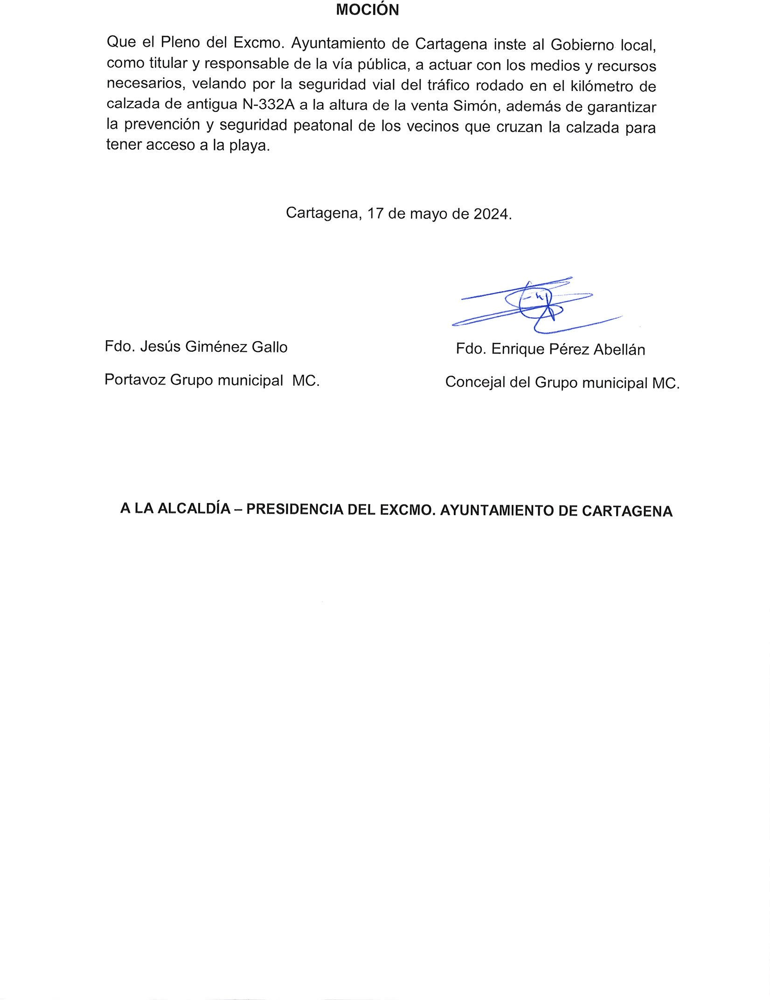 MOCIÓN
Que el Pleno del Excmo. Ayuntamiento de Cartagena inste al Gobierno local,
como titular y responsable de la vía pública, a actuar con los medios y recursos
necesarios, velando por la seguridad vial del tráfico rodado en el kilómetro de
calzada de antigua N-332A a la altura de la venta Simón, además de garantizar
la prevención y seguridad peatonal de los vecinos que cruzan la calzada para
tener acceso a la playa.
Cartagena, 17 de mayo de 2024.
Fdo. Jesús Giménez Gallo
Fdo. Enrique Pérez Abellán
Portavoz Grupo municipal  MC.
Concejal del Grupo municipal MC.
A LA ALCALDÍA – PRESIDENCIA DEL EXCMO. AYUNTAMIENTO DE CARTAGENA